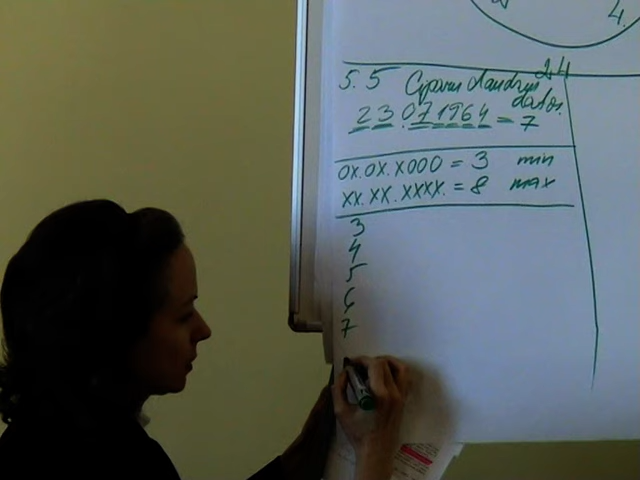 4.
24
5.5
23.07 1964 = 7
0X.0X.X000 = 3 min
XX.XX.XXXX. = 8 max
3
4
5
6
7